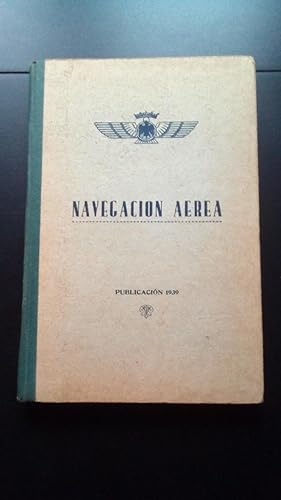 NAVEGACION AEREA
PUBLICACIÓN 1939